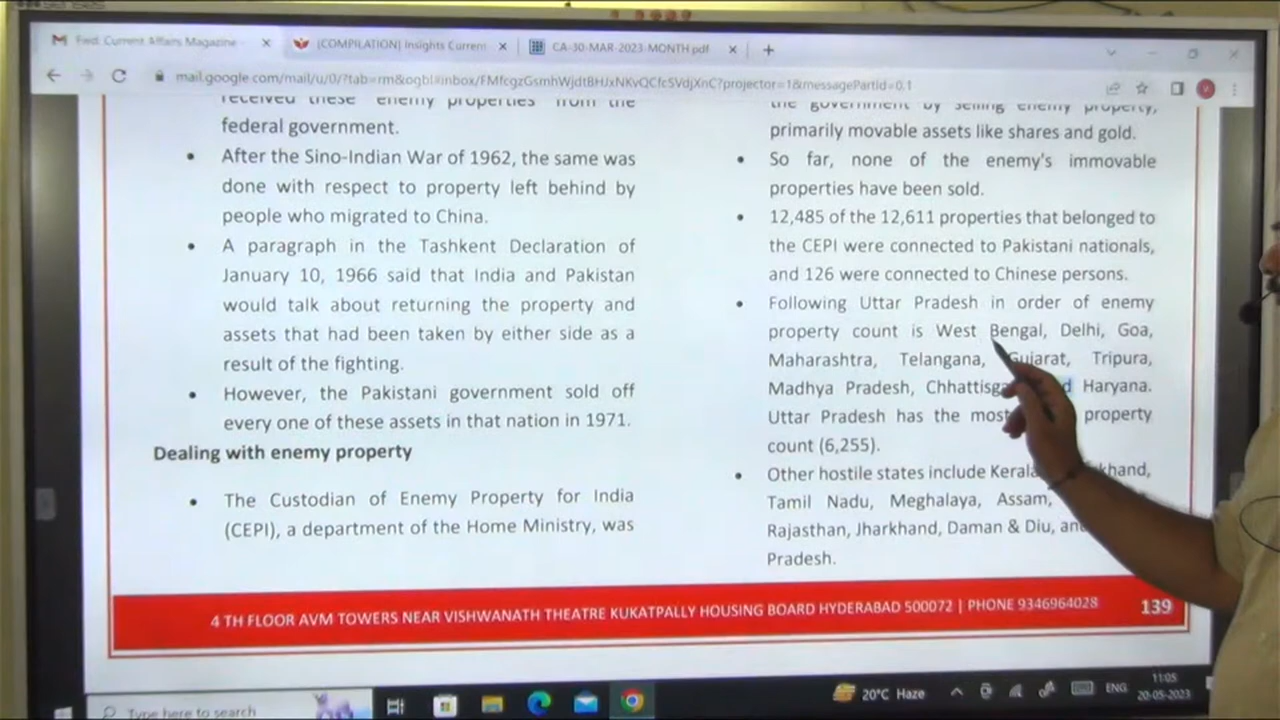 Fwd: Current Affairs Magazine
[COMPILATION] Insights Current
CA-30-MAR-2023-MONTH.pdf
received these enemy properties from the
federal government.
After the Sino-Indian War of 1962, the same was
done with respect to property left behind by
people who migrated to China.
A paragraph in the Tashkent Declaration of
January 10, 1966 said that India and Pakistan
would talk about returning the property and
assets that had been taken by either side as a
result of the fighting.
However, the Pakistani government sold off
every one of these assets in that nation in 1971.
Dealing with enemy property
The Custodian of Enemy Property for India
(CEPI), a department of the Home Ministry, was
the government by selling enemy property,
primarily movable assets like shares and gold.
So far, none of the enemy's immovable
properties have been sold.
12,485 of the 12,611 properties that belonged to
the CEPI were connected to Pakistani nationals,
and 126 were connected to Chinese persons.
Following Uttar Pradesh in order of enemy
property count is West Bengal, Delhi, Goa,
Maharashtra, Telangana, Gujarat, Tripura,
Madhya Pradesh, Haryana.
Uttar Pradesh has the most property
count (6,255).
Other hostile states include
Tamil Nadu, Meghalaya, Assam,
Rajasthan, Jharkhand, Daman & Diu,
Pradesh.
4 TH FLOOR AVM TOWERS NEAR VISHWANATH THEATRE KUKATPALLY HOUSING BOARD HYDERABAD 500072 | PHONE 9346964028 139
Type here to search
20°C Haze
ENG
11:05
20-05-2023